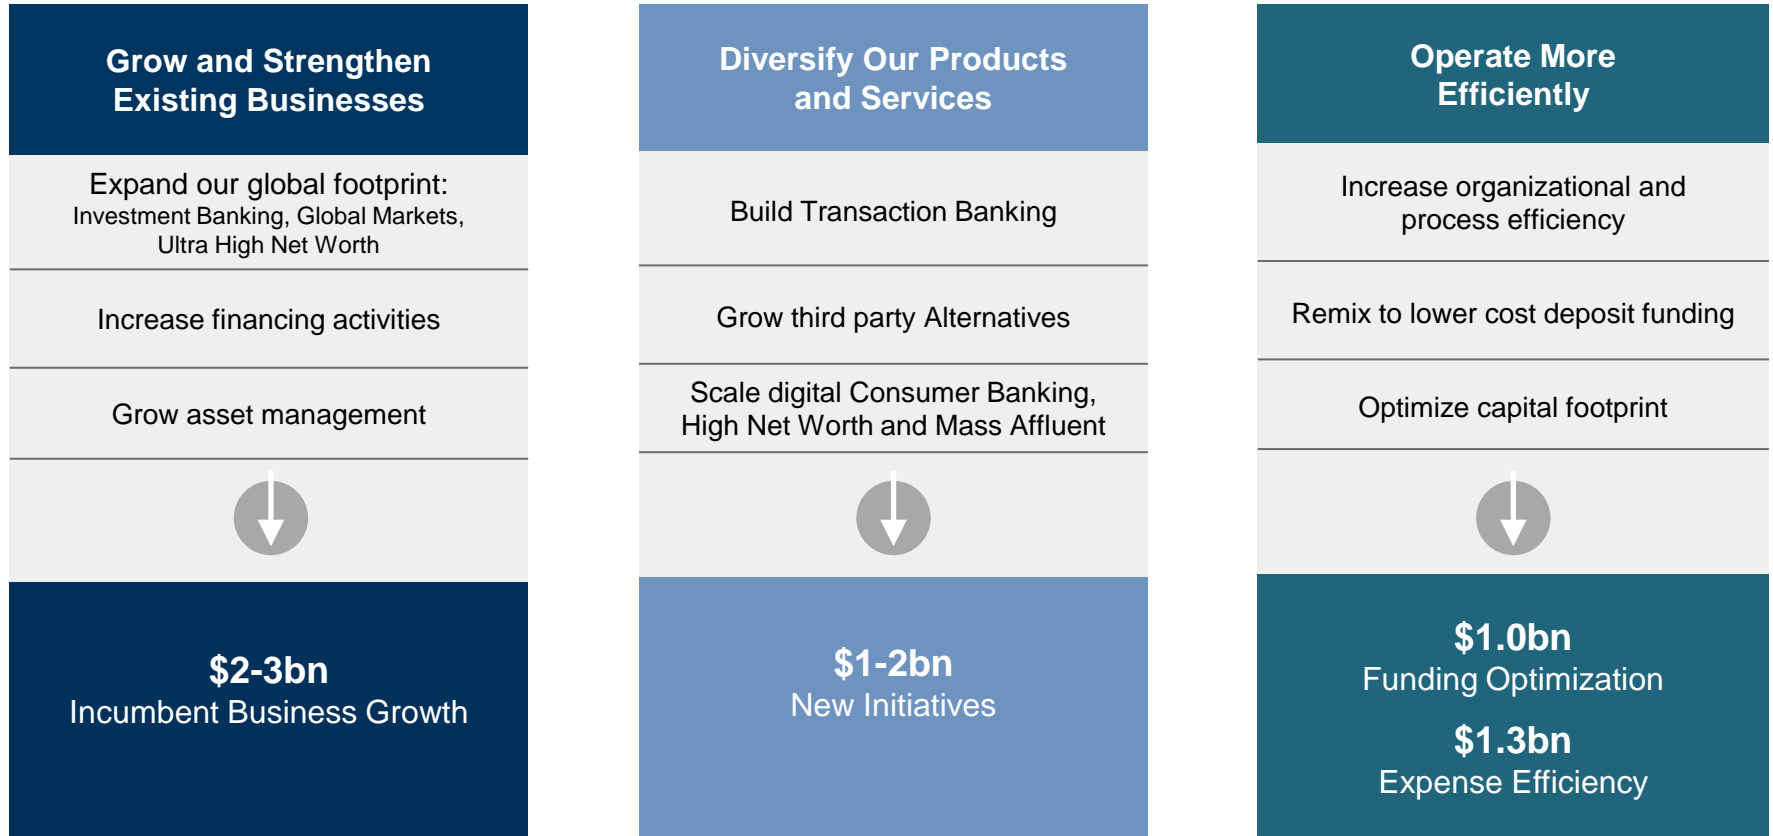 Grow and Strengthen
Existing Businesses
Expand our global footprint:
Investment Banking, Global Markets,
Ultra High Net Worth
Increase financing activities
Grow asset management
$2-3bn
Incumbent Business Growth
Diversify Our Products
and Services
Build Transaction Banking
Grow third party Alternatives
Scale digital Consumer Banking,
High Net Worth and Mass Affluent
$1-2bn
New Initiatives
Operate More
Efficiently
Increase organizational and
process efficiency
Remix to lower cost deposit funding
Optimize capital footprint
$1.0bn
Funding Optimization
$1.3bn
Expense Efficiency